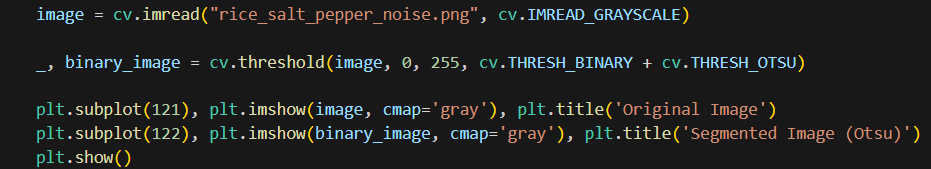 image = cv.imread("rice_salt_pepper_noise.png", cv.IMREAD_GRAYSCALE)
_, binary_image = cv.threshold(image, 0, 255, cv.THRESH_BINARY + cv.THRESH_OTSU)
plt.subplot(121), plt.imshow(image, cmap='gray'), plt.title('Original Image')
plt.subplot(122), plt.imshow(binary_image, cmap='gray'), plt.title('Segmented Image (Otsu)')
plt.show()